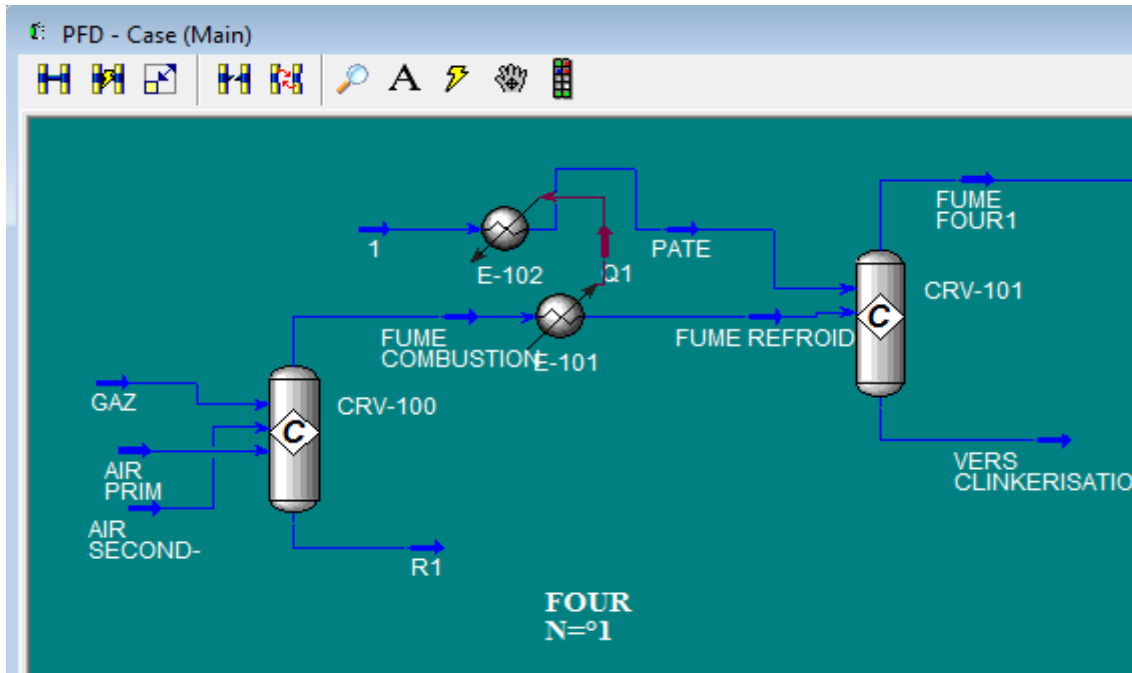 PFD - Case (Main)
A
FUME
FOUR1
1
PATE
E-102
Q1
CRV-101
C
FUME
COMBUSTION
E-101
FUME REFROID
GAZ
CRV-100
C
AIR
PRIM
AIR
SECOND-
R1
VERS
CLINKERISATIO
FOUR
N=°1